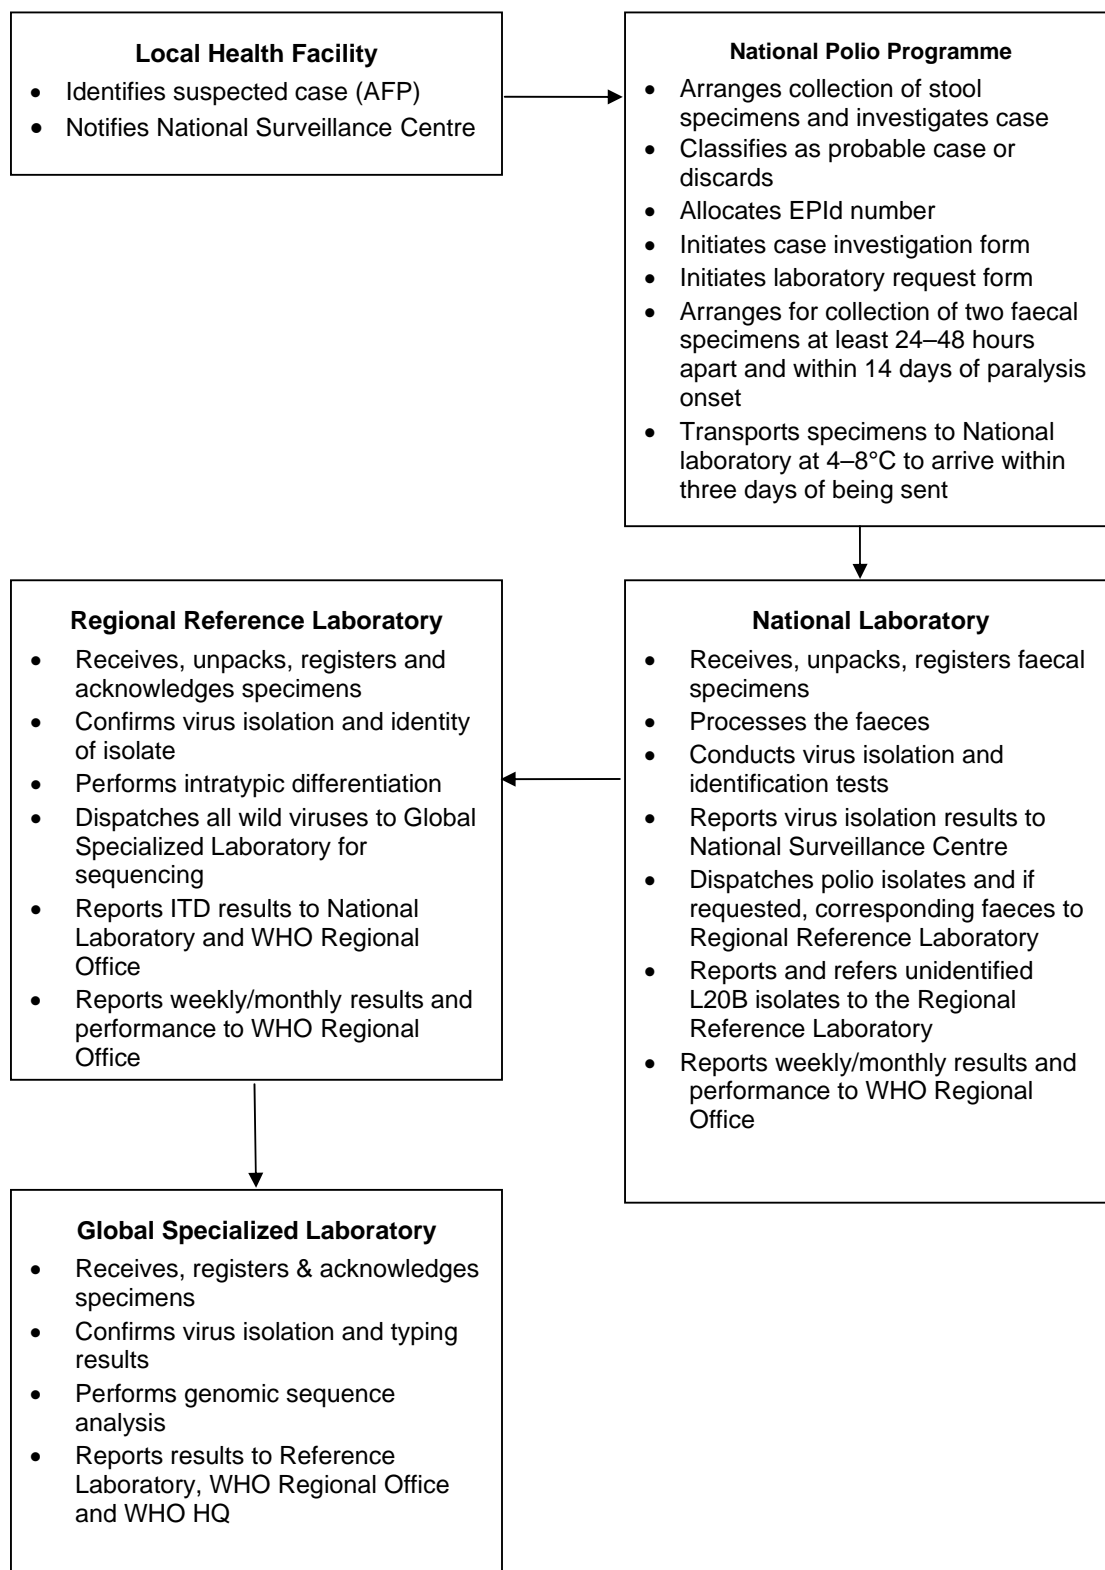 Local Health Facility
• Identifies suspected case (AFP)
• Notifies National Surveillance Centre
National Polio Programme
• Arranges collection of stool
specimens and investigates case
• Classifies as probable case or
discards
• Allocates EPId number
• Initiates case investigation form
• Initiates laboratory request form
• Arranges for collection of two faecal
specimens at least 24–48 hours
apart and within 14 days of paralysis
onset
• Transports specimens to National
laboratory at 4–8°C to arrive within
three days of being sent
National Laboratory
• Receives, unpacks, registers faecal
specimens
• Processes the faeces
• Conducts virus isolation and
identification tests
• Reports virus isolation results to
National Surveillance Centre
• Dispatches polio isolates and if
requested, corresponding faeces to
Regional Reference Laboratory
• Reports and refers unidentified
L20B isolates to the Regional
Reference Laboratory
• Reports weekly/monthly results and
performance to WHO Regional
Office
Regional Reference Laboratory
• Receives, unpacks, registers and
acknowledges specimens
• Confirms virus isolation and identity
of isolate
• Performs intratypic differentiation
• Dispatches all wild viruses to Global
Specialized Laboratory for
sequencing
• Reports ITD results to National
Laboratory and WHO Regional
Office
• Reports weekly/monthly results and
performance to WHO Regional
Office
Global Specialized Laboratory
• Receives, registers & acknowledges
specimens
• Confirms virus isolation and typing
results
• Performs genomic sequence
analysis
• Reports results to Reference
Laboratory, WHO Regional Office
and WHO HQ